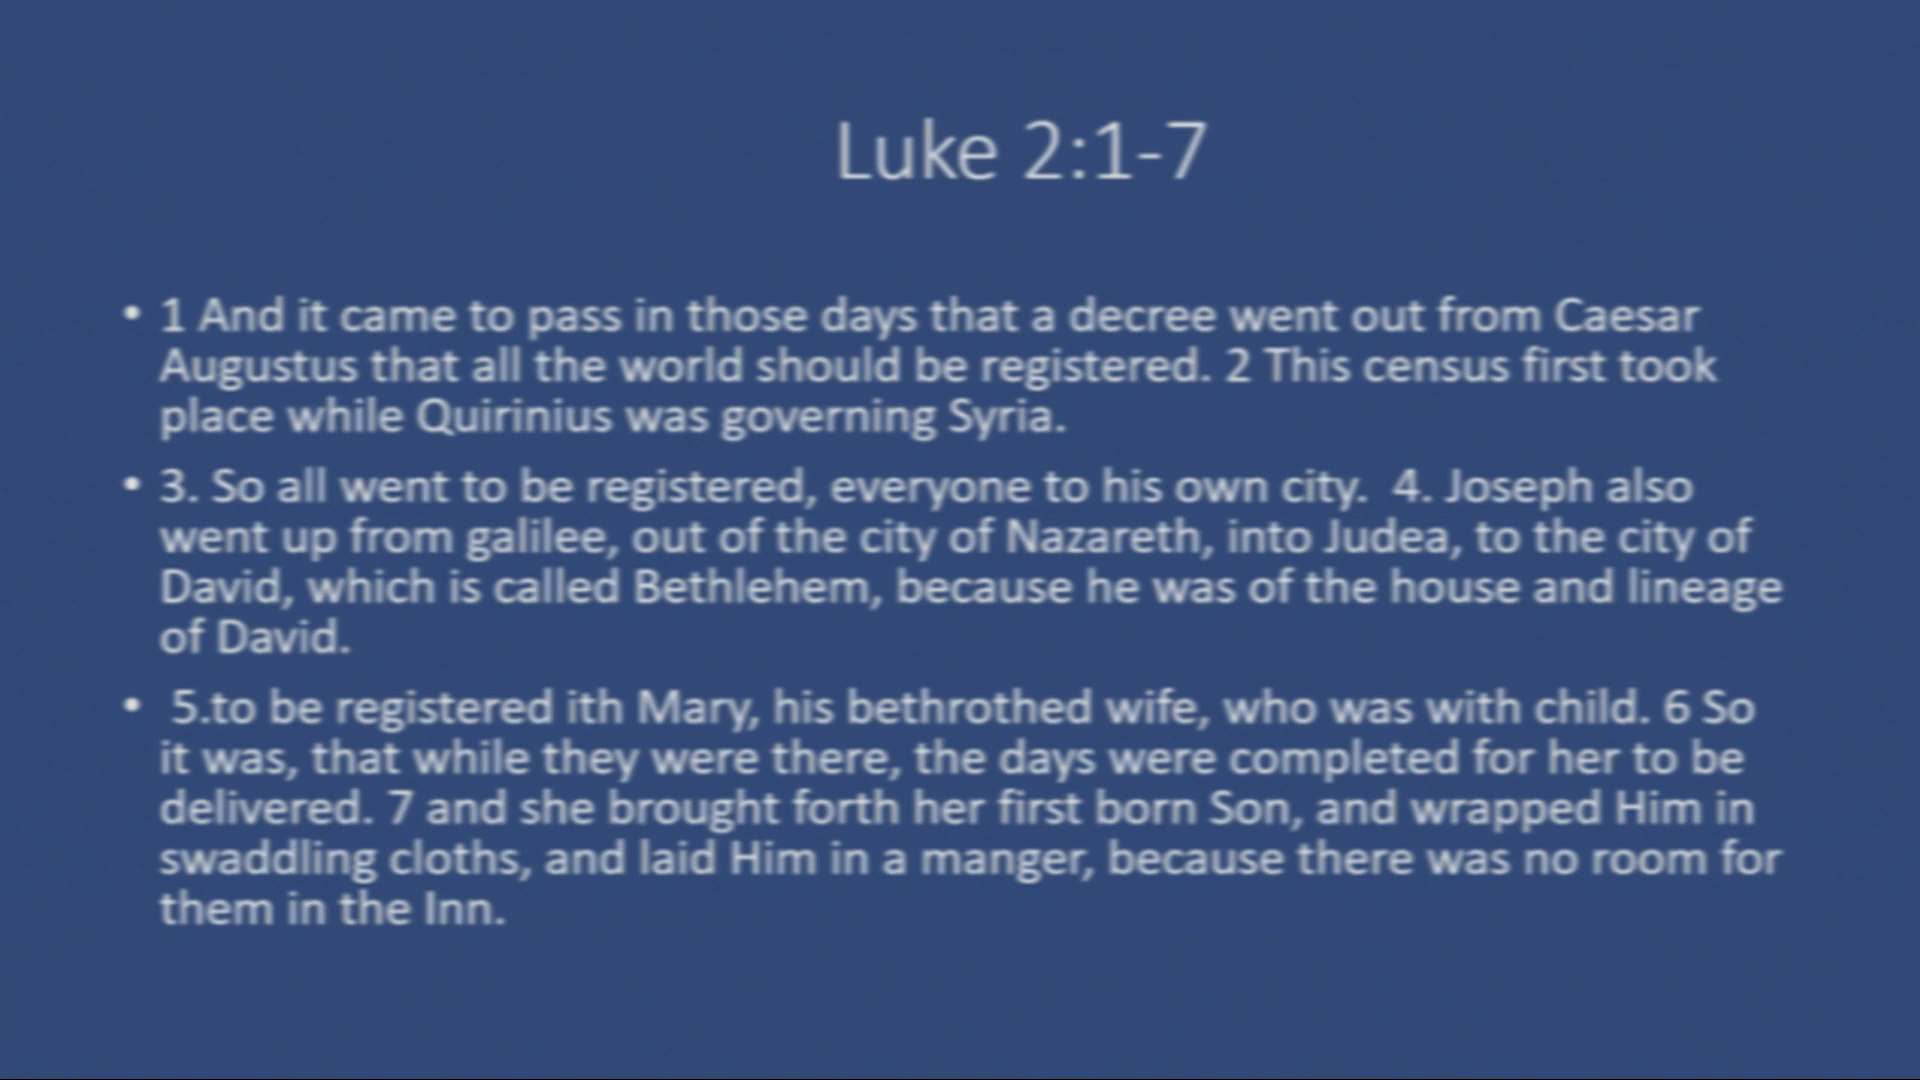 Luke 2:1-7
• 1 And it came to pass in those days that a decree went out from Caesar
Augustus that all the world should be registered. 2 This census first took
place while Quirinius was governing Syria.
• 3. So all went to be registered, everyone to his own city.  4. Joseph also
went up from galilee, out of the city of Nazareth, into Judea, to the city of
David, which is called Bethlehem, because he was of the house and lineage
of David.
• 5.to be registered ith Mary, his bethrothed wife, who was with child. 6 So
it was, that while they were there, the days were completed for her to be
delivered. 7 and she brought forth her first born Son, and wrapped Him in
swaddling cloths, and laid Him in a manger, because there was no room for
them in the Inn.